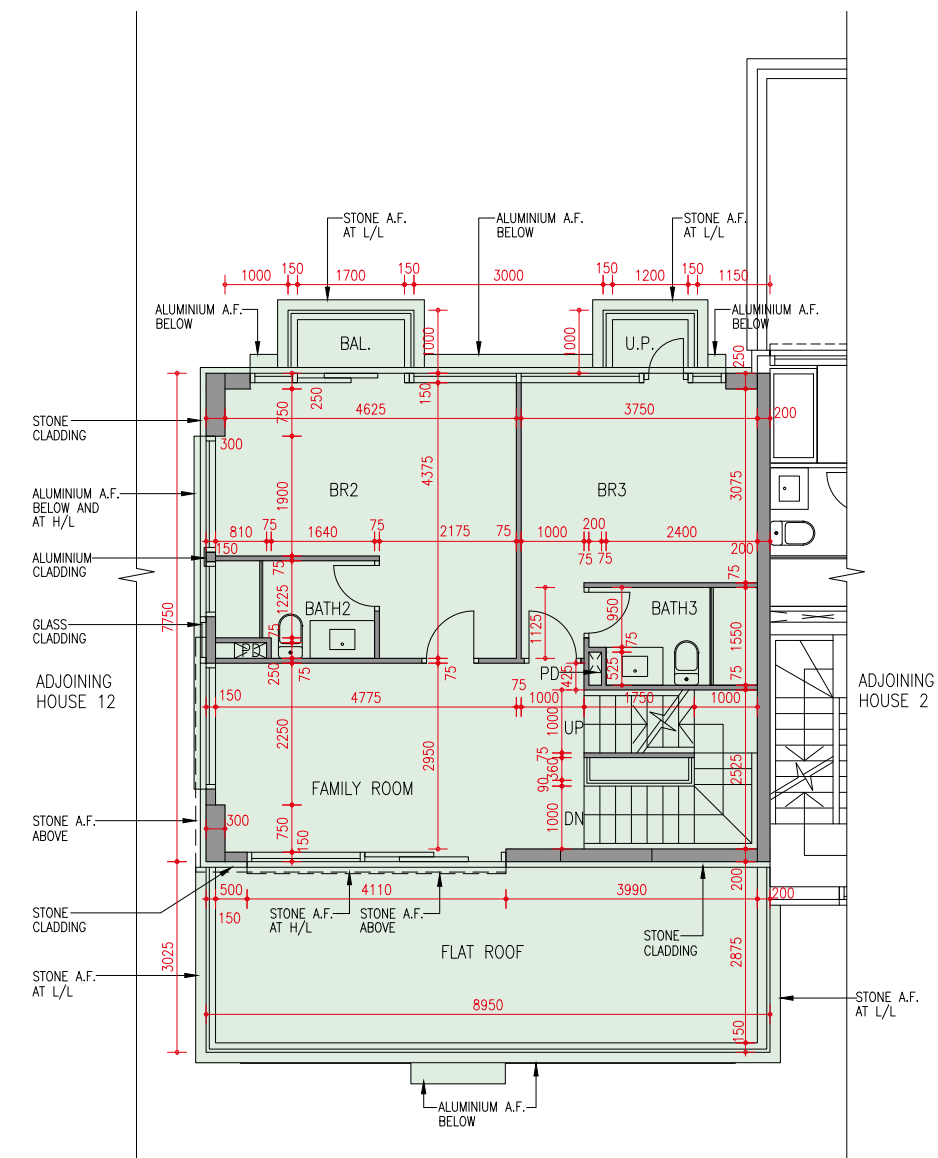 STONE A.F.
AT L/L
ALUMINIUM A.F.
BELOW
STONE A.F.
AT L/L
1000
150
1700
150
3000
150
1200
150
1150
ALUMINIUM A.F.
BELOW
ALUMINIUM A.F.
BELOW
BAL.
1000
1000
U.P.
250
STONE
CLADDING
750
250
4625
150
3750
200
300
ALUMINIUM A.F.
BELOW AND
AT H/L
BR2
BR3
1900
4375
3075
810
75
1640
75
2175
75
1000
200
2400
150
75
75
200
ALUMINIUM
CLADDING
75
75
7750
1225
BATH2
950
BATH3
GLASS
CLADDING
75
1125
75
1550
P.D.
250
75
75
PD
425
525
75
ADJOINING
HOUSE 12
ADJOINING
HOUSE 2
150
4775
75
1000
1750
1000
2250
2950
UP
1000
75
360
90
2525
FAMILY ROOM
DN
1000
STONE A.F.
ABOVE
300
750
150
200
500
4110
3990
200
150
STONE
CLADDING
STONE A.F.
AT H/L
STONE A.F.
ABOVE
STONE
CLADDING
FLAT ROOF
3025
2875
STONE A.F.
AT L/L
8950
STONE A.F.
AT L/L
150
ALUMINIUM A.F.
BELOW